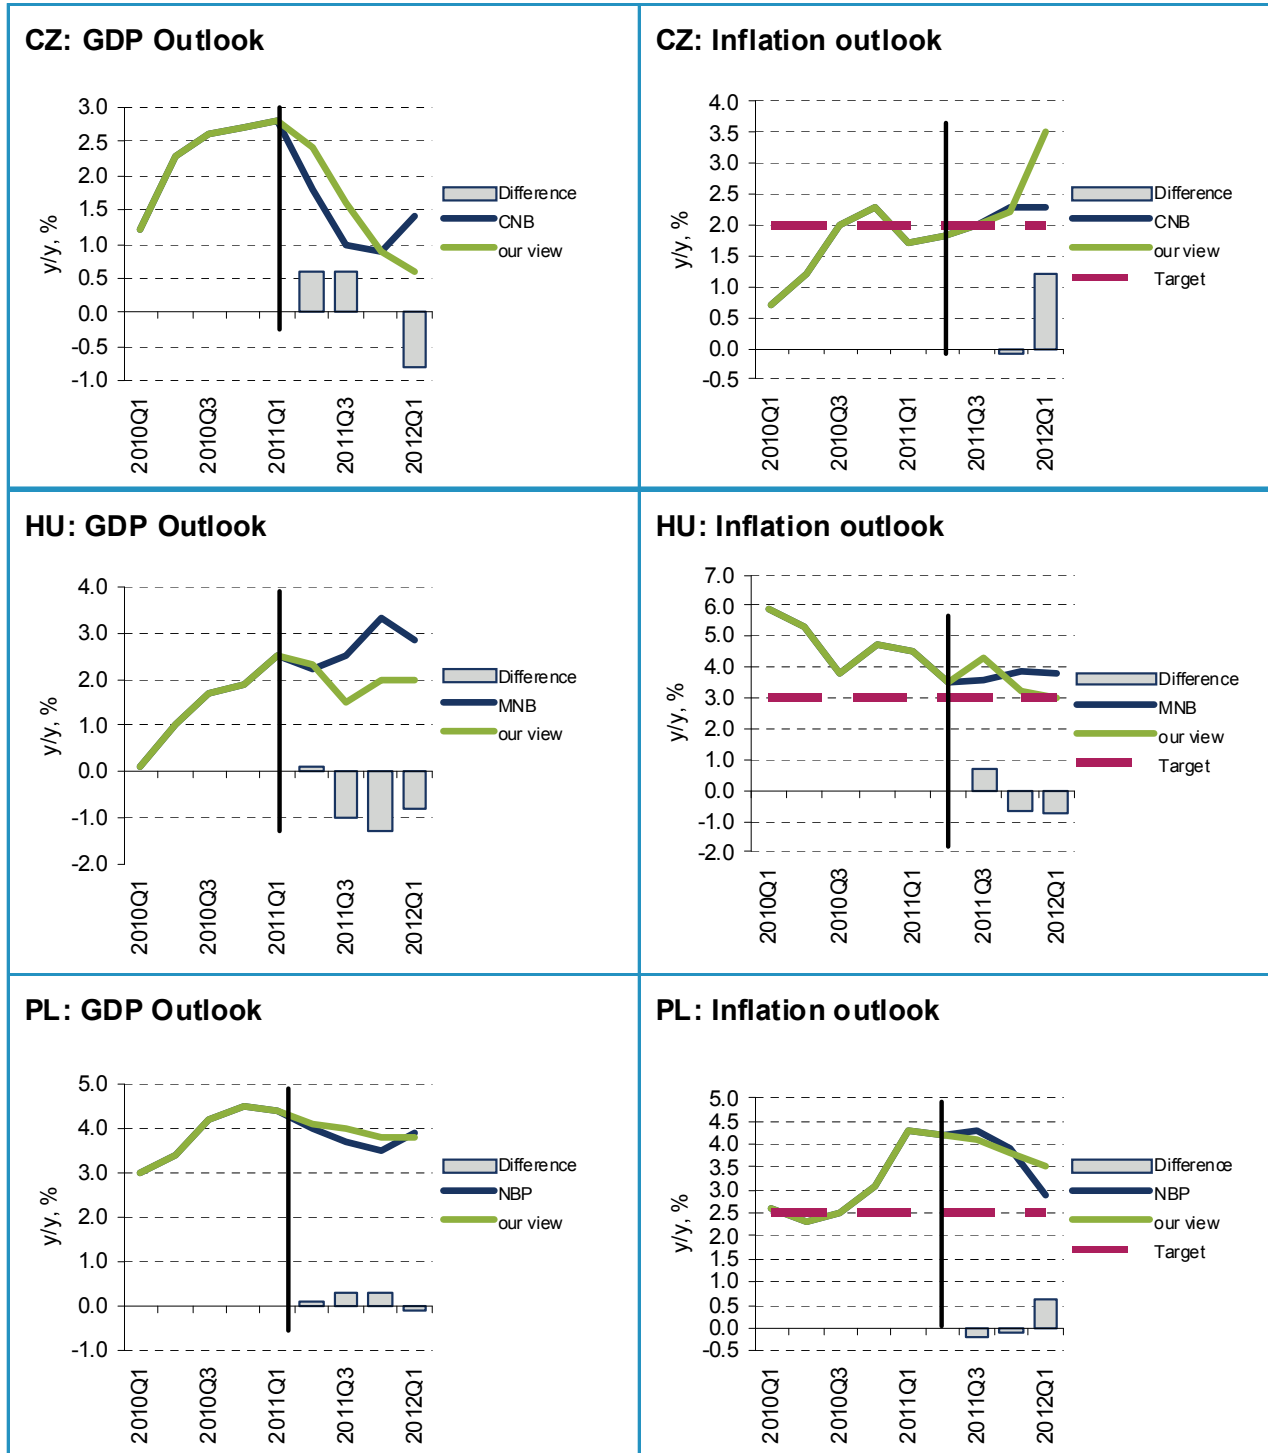 CZ: GDP Outlook
y/y, %
3.0
2.5
2.0
1.5
1.0
0.5
0.0
-0.5
-1.0
2010Q1
2010Q3
2011Q1
2011Q3
2012Q1
Difference
CNB
our view
CZ: Inflation outlook
y/y, %
4.0
3.5
3.0
2.5
2.0
1.5
1.0
0.5
0.0
-0.5
2010Q1
2010Q3
2011Q1
2011Q3
2012Q1
Difference
CNB
our view
Target
HU: GDP Outlook
y/y, %
4.0
3.0
2.0
1.0
0.0
-1.0
-2.0
2010Q1
2010Q3
2011Q1
2011Q3
2012Q1
Difference
MNB
our view
HU: Inflation outlook
y/y, %
7.0
6.0
5.0
4.0
3.0
2.0
1.0
0.0
-1.0
-2.0
2010Q1
2010Q3
2011Q1
2011Q3
2012Q1
Difference
MNB
our view
Target
PL: GDP Outlook
y/y, %
5.0
4.0
3.0
2.0
1.0
0.0
-1.0
2010Q1
2010Q3
2011Q1
2011Q3
2012Q1
Difference
NBP
our view
PL: Inflation outlook
y/y, %
5.0
4.5
4.0
3.5
3.0
2.5
2.0
1.5
1.0
0.5
0.0
-0.5
2010Q1
2010Q3
2011Q1
2011Q3
2012Q1
Difference
NBP
our view
Target